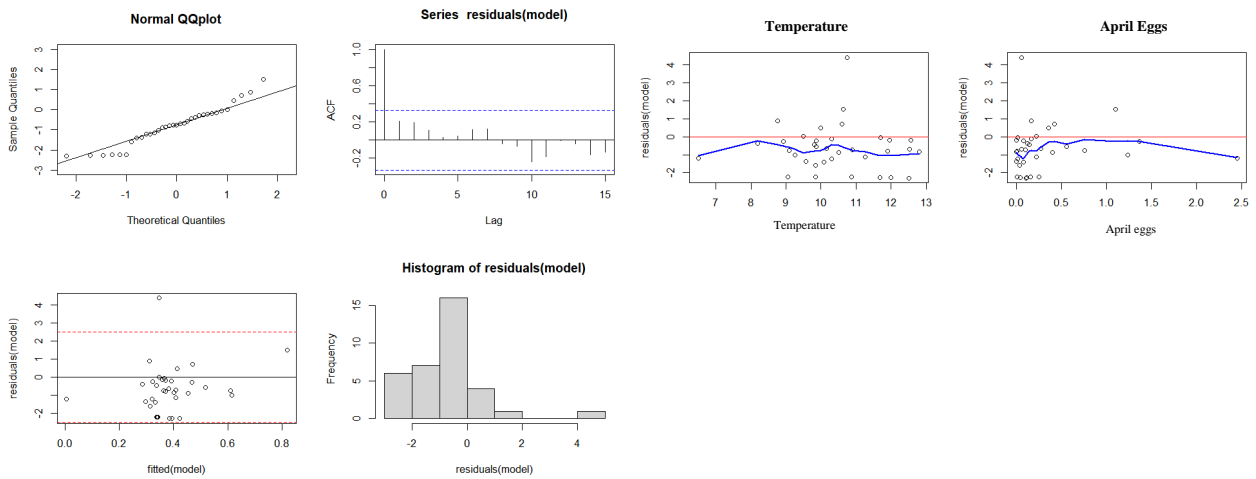 Normal QQplot
Sample Quantiles
-3 -2 -1 0 1 2 3
-2 -1 0 1 2
Theoretical Quantiles
Series residuals(model)
ACF
-0.2 0.2 0.6 1.0
0 5 10 15
Lag
Temperature
residuals(model)
-2 0 1 2 3 4
7 8 9 10 11 12 13
Temperature
April Eggs
residuals(model)
-2 0 1 2 3 4
0.0 0.5 1.0 1.5 2.0 2.5
April eggs
residuals(model)
-2 0 1 2 3 4
0.0 0.2 0.4 0.6 0.8
fitted(model)
Histogram of residuals(model)
Frequency
0 5 10 15
-2 0 2 4
residuals(model)